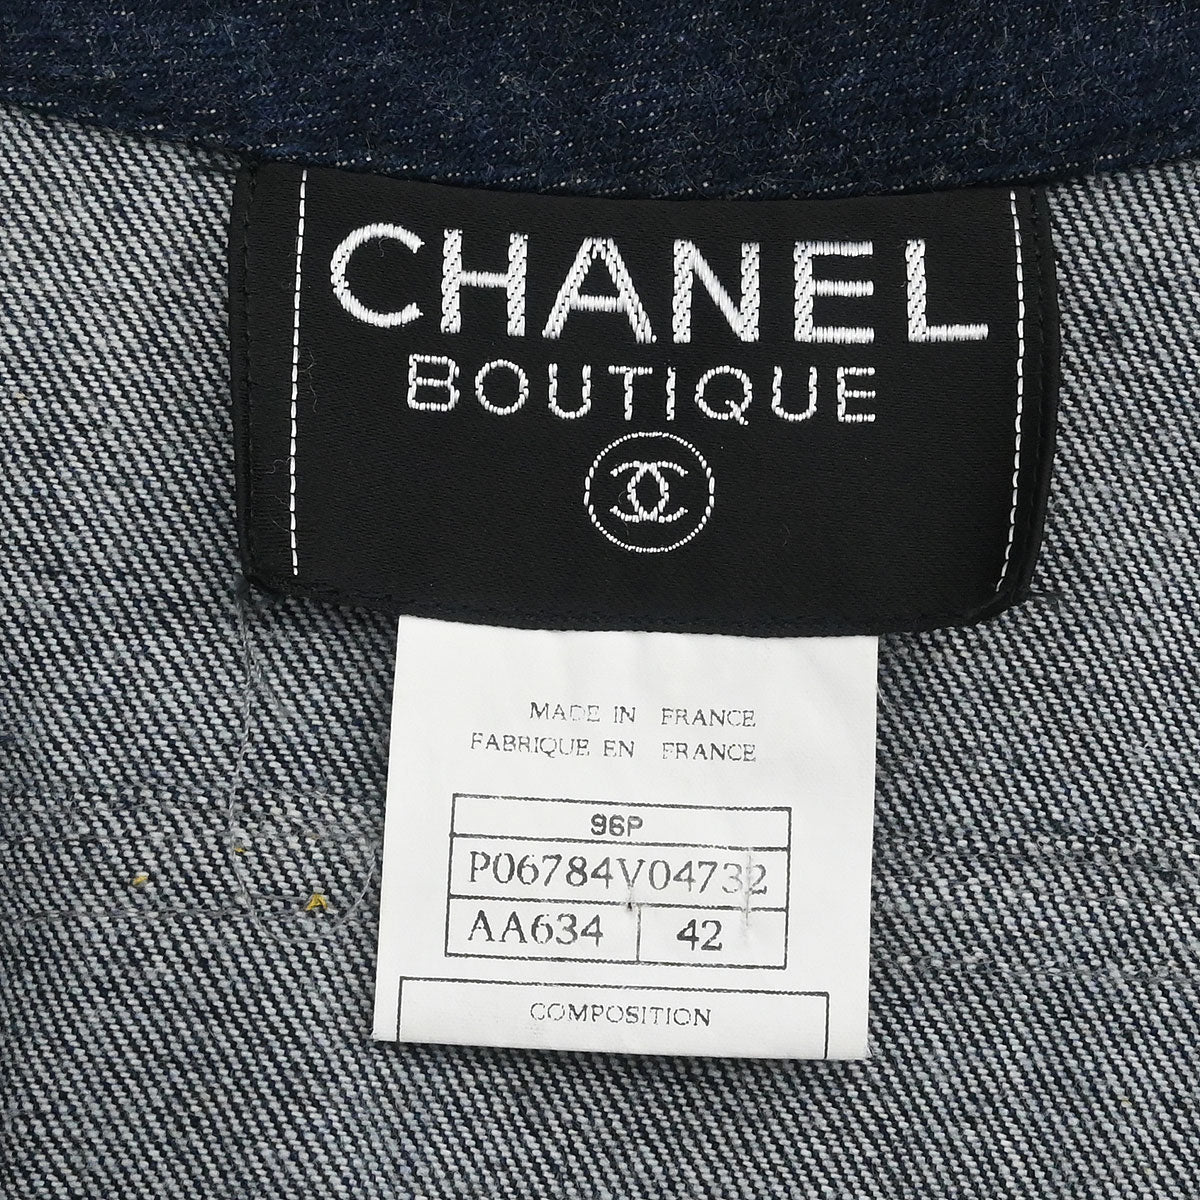 CHANEL
BOUTIQUE
MADE IN FRANCE
FABRIQUE EN FRANCE
96P
P06784V04732
AA634 42
COMPOSITION